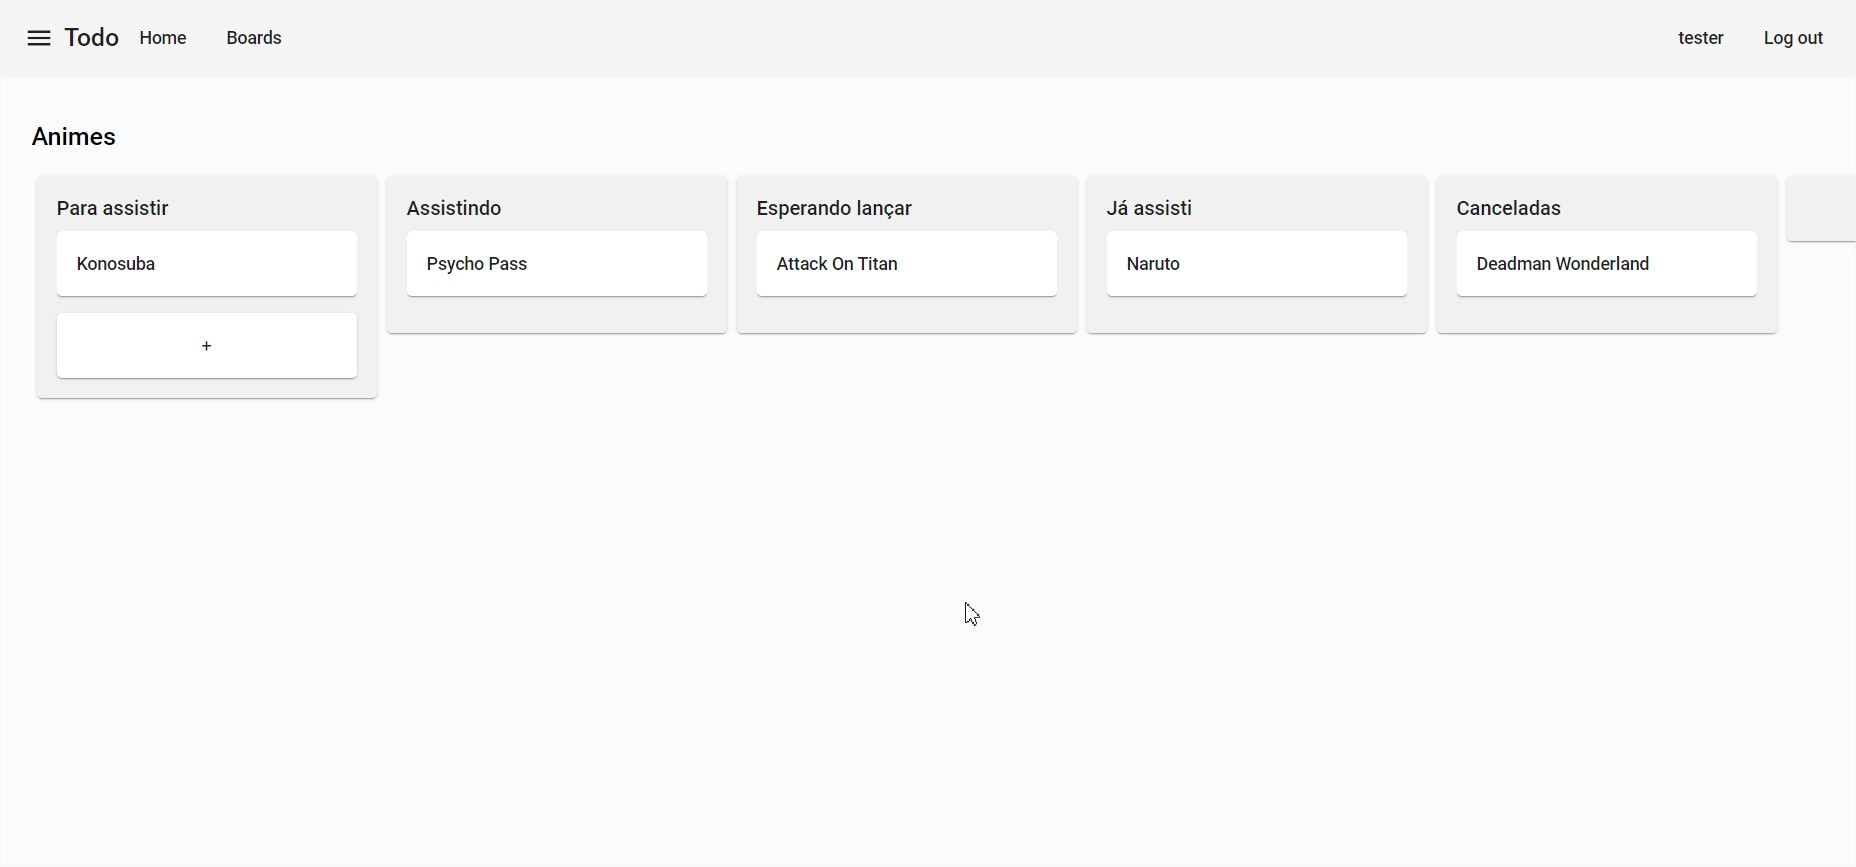 Todo Home Boards tester Log out
Animes
Para assistir
Konosuba
+
Assistindo
Psycho Pass
Esperando lançar
Attack On Titan
Já assisti
Naruto
Canceladas
Deadman Wonderland